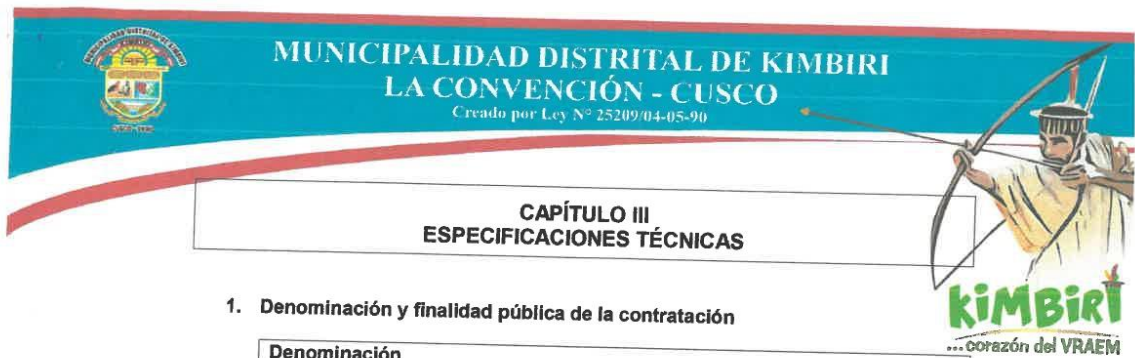 MUNICIPALIDAD DISTRITAL DE KIMBIRI
LA CONVENCIÓN - CUSCO
Creado por Ley N° 25209/04-05-90
CAPÍTULO III
ESPECIFICACIONES TÉCNICAS
KiMBiRi
... corazón del VRAEM
1. Denominación y finalidad pública de la contratación
Denominación